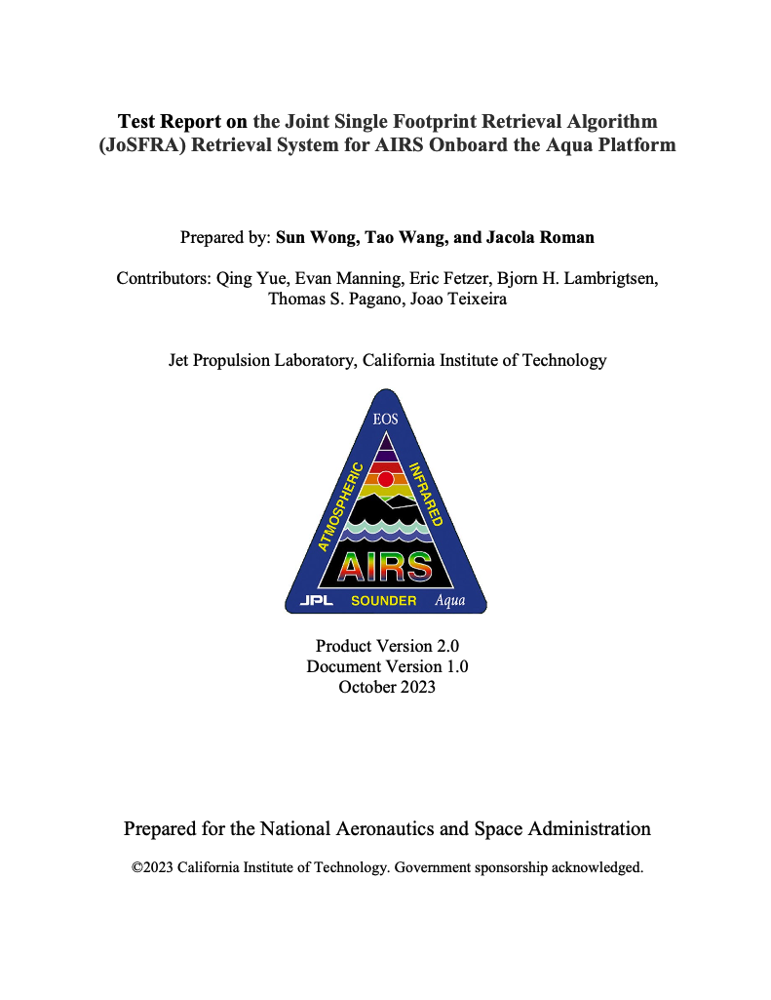 Test Report on the Joint Single Footprint Retrieval Algorithm
(JoSFRA) Retrieval System for AIRS Onboard the Aqua Platform
Prepared by: Sun Wong, Tao Wang, and Jacola Roman
Contributors: Qing Yue, Evan Manning, Eric Fetzer, Bjorn H. Lambrigtsen,
Thomas S. Pagano, Joao Teixeira
Jet Propulsion Laboratory, California Institute of Technology
EOS
ATMOSPHERIC
INFRARED
AIRS
JPL SOUNDER Aqua
Product Version 2.0
Document Version 1.0
October 2023
Prepared for the National Aeronautics and Space Administration
©2023 California Institute of Technology. Government sponsorship acknowledged.